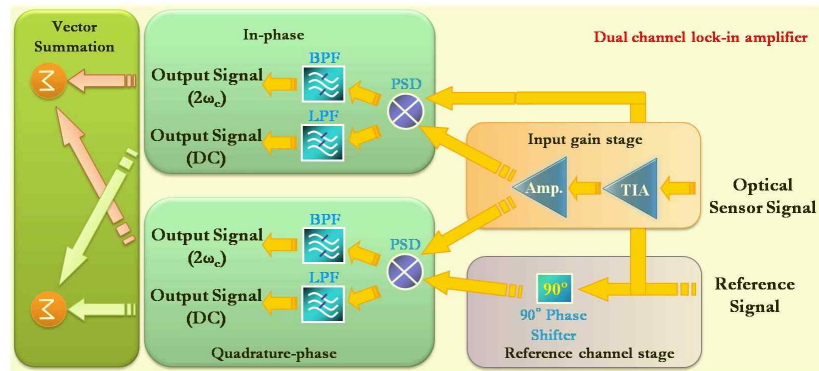 Vector
Summation
Σ
Σ
In-phase
BPF
Output Signal
(2ωc)
PSD
LPF
Output Signal
(DC)
Dual channel lock-in amplifier
Input gain stage
Amp.
TIA
Optical
Sensor Signal
BPF
Output Signal
(2ωc)
PSD
LPF
Output Signal
(DC)
Quadrature-phase
90°
90° Phase
Shifter
Reference channel stage
Reference
Signal